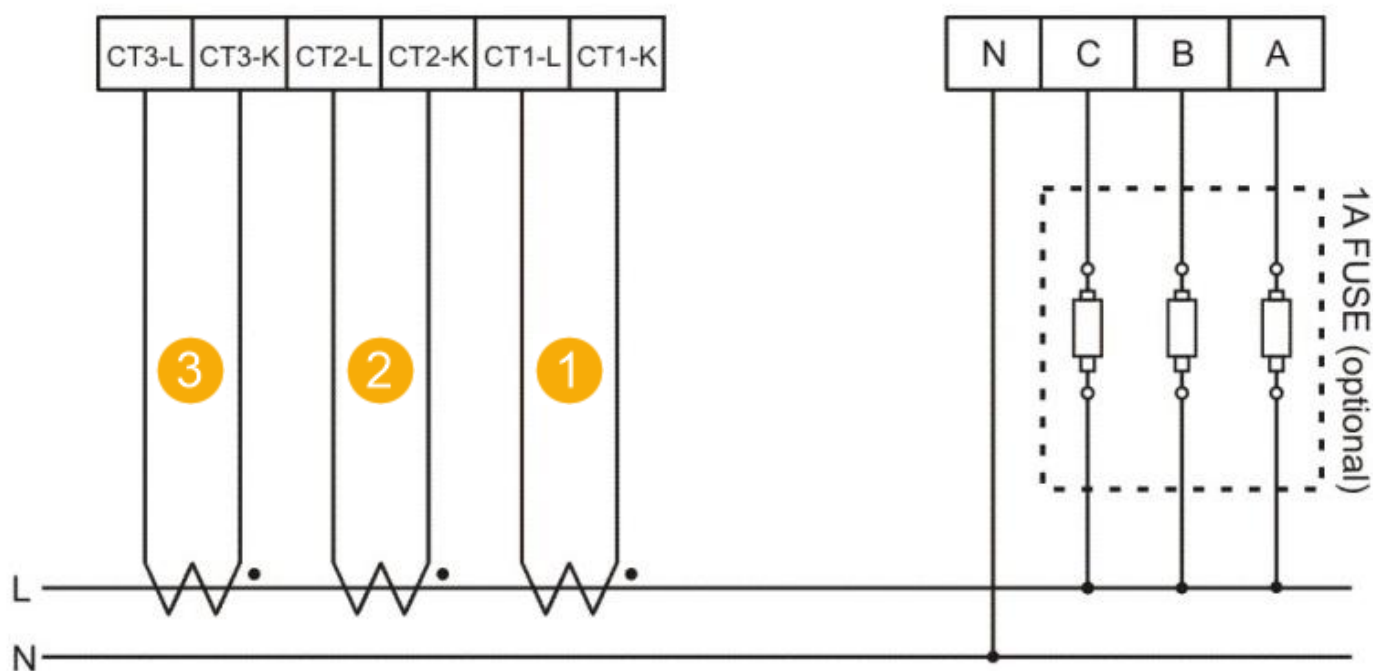 CT3-L CT3-K CT2-L CT2-K CT1-L CT1-K
N C B A
1A FUSE (optional)
3 2 1
L
N